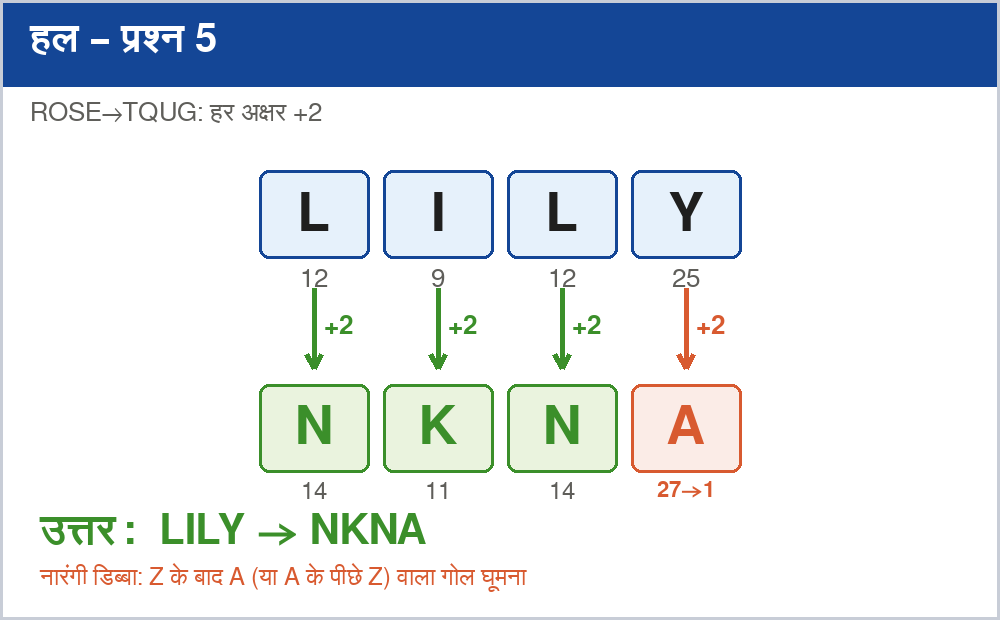 हल – प्रश्न 5
ROSE→TQUG: हर अक्षर +2
L I L Y
12 9 12 25
+2 +2 +2 +2
N K N A
14 11 14 27→1
उत्तर : LILY → NKNA
नारंगी डिब्बा: Z के बाद A (या A के पीछे Z) वाला गोल घूमना